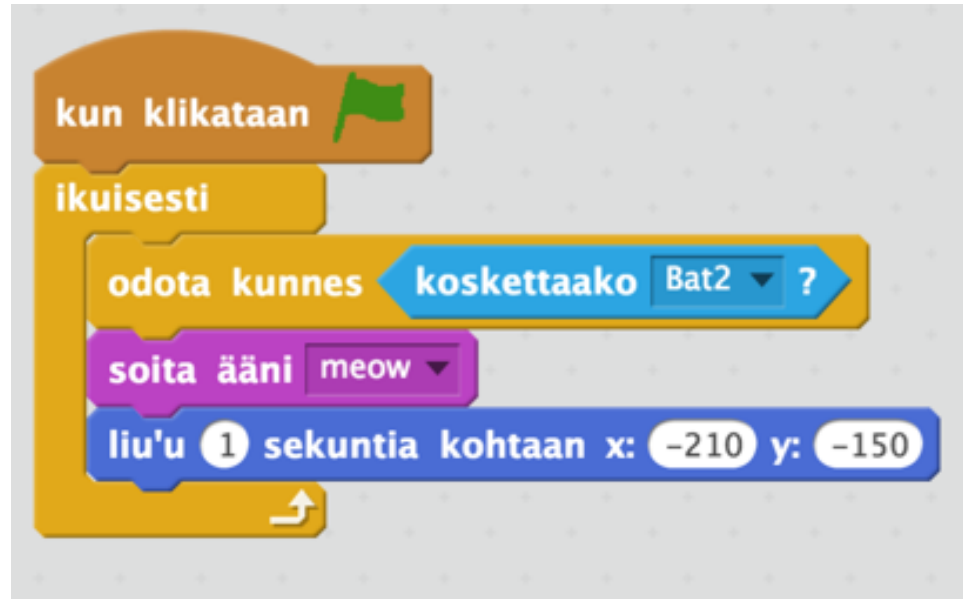 kun klikataan
ikuisesti
odota kunnes koskettaako Bat2 ?
soita ääni meow
liu'u 1 sekuntia kohtaan x: -210 y: -150